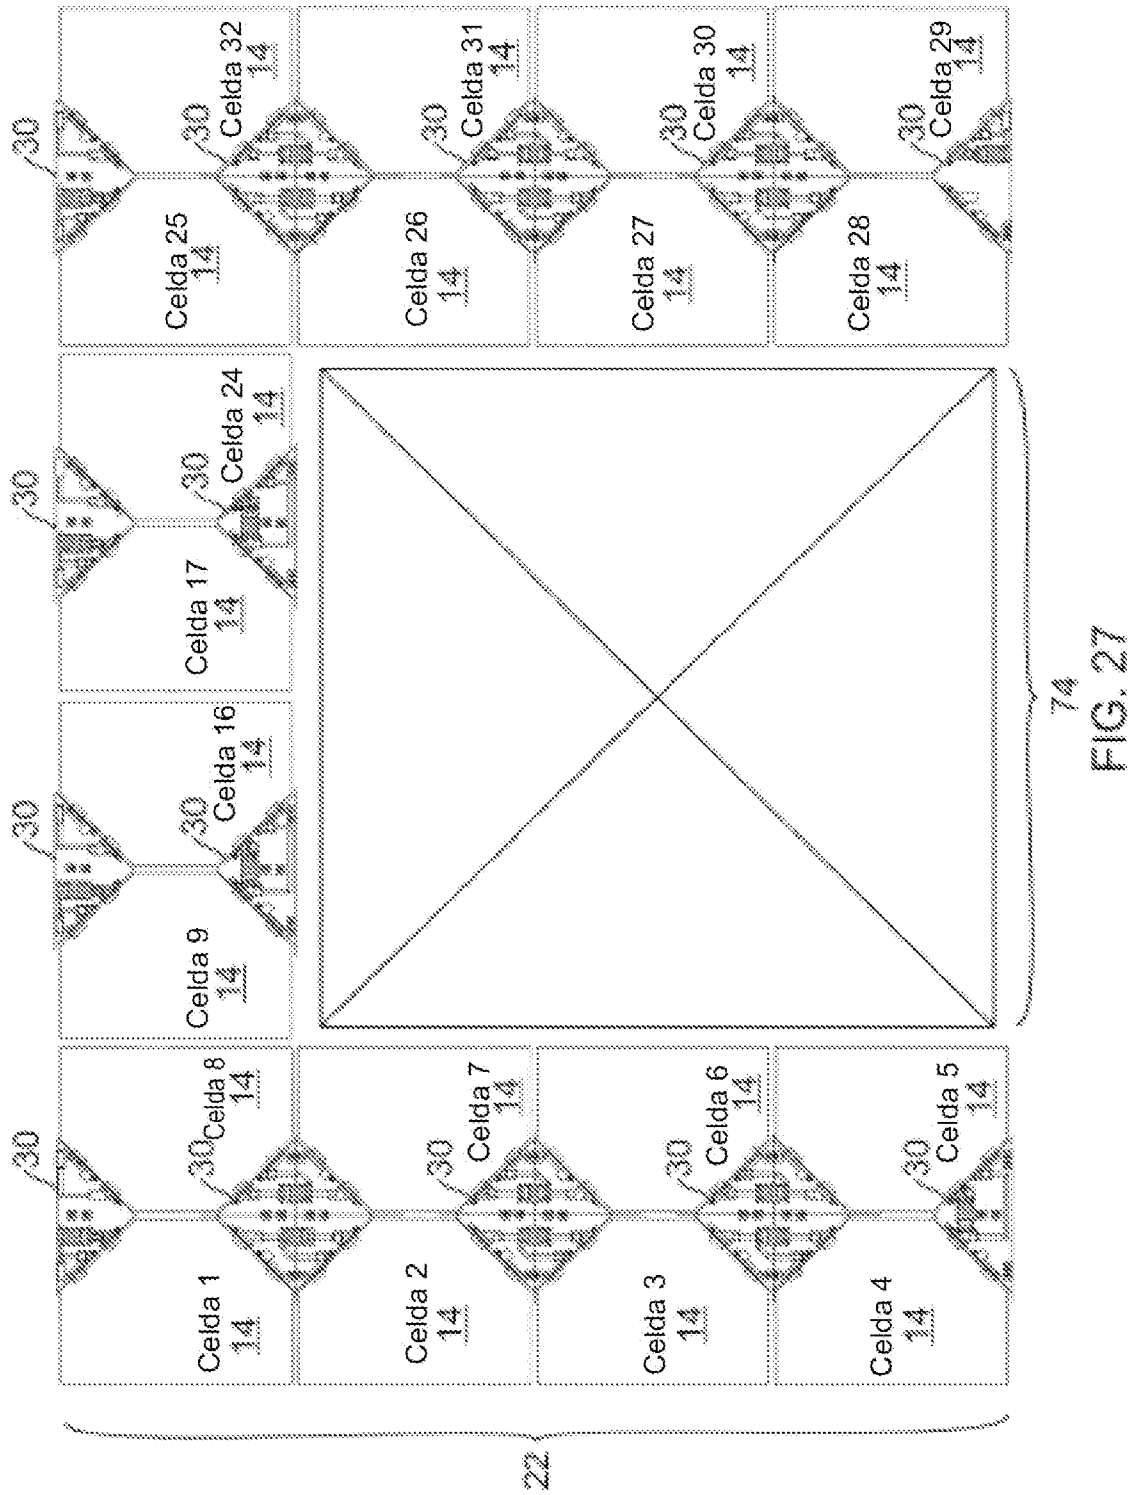 30
30
30
30
Celda 1
14
30
Celda 8
14
Celda 9
14
30
Celda 16
14
Celda 17
14
30
Celda 24
14
Celda 25
14
30
Celda 32
14
Celda 2
14
30
Celda 7
14
Celda 26
14
30
Celda 31
14
22
Celda 3
14
30
Celda 6
14
Celda 27
14
30
Celda 30
14
Celda 4
14
30
Celda 5
14
Celda 28
14
30
Celda 29
14
74
FIG. 27